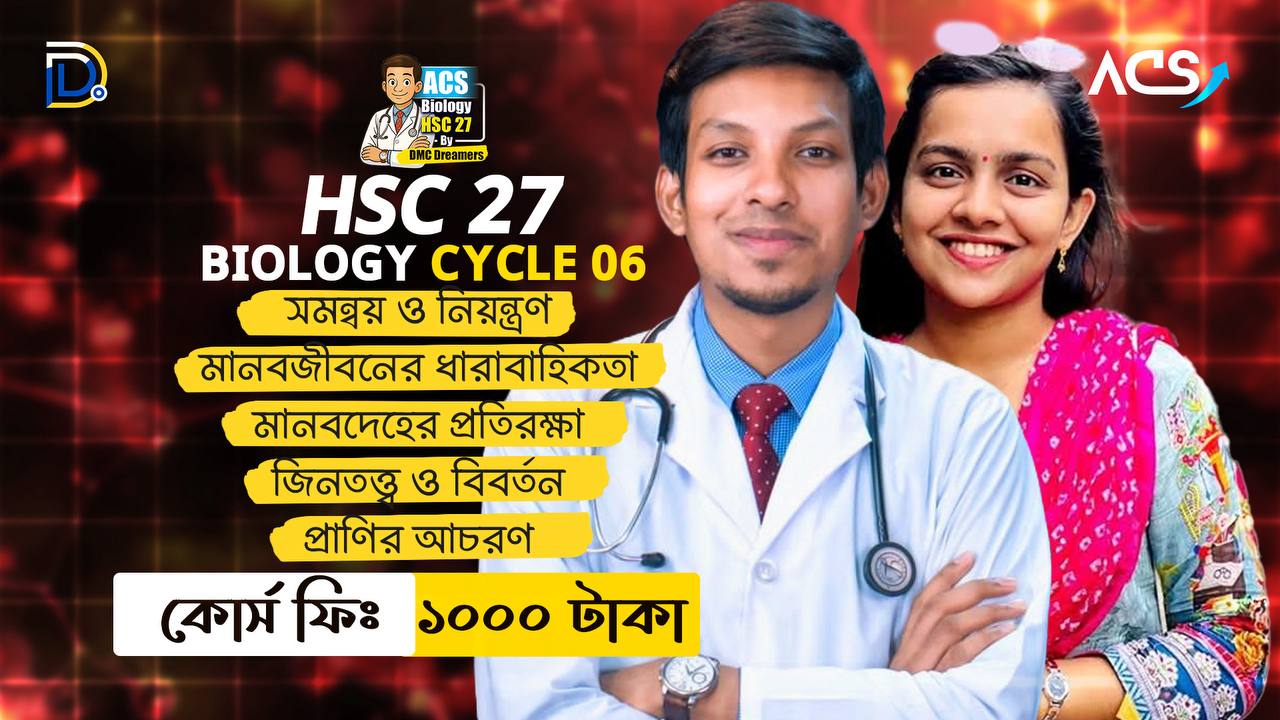 ACS
ACS
Biology
HSC 27
- By
DMC Dreamers
HSC 27
BIOLOGY CYCLE 06
সমন্বয় ও নিয়ন্ত্রণ
মানবজীবনের ধারাবাহিকতা
মানবদেহের প্রতিরক্ষা
জিনতত্ত্ব ও বিবর্তন
প্রাণির আচরণ
কোর্স ফিঃ ১০০০ টাকা